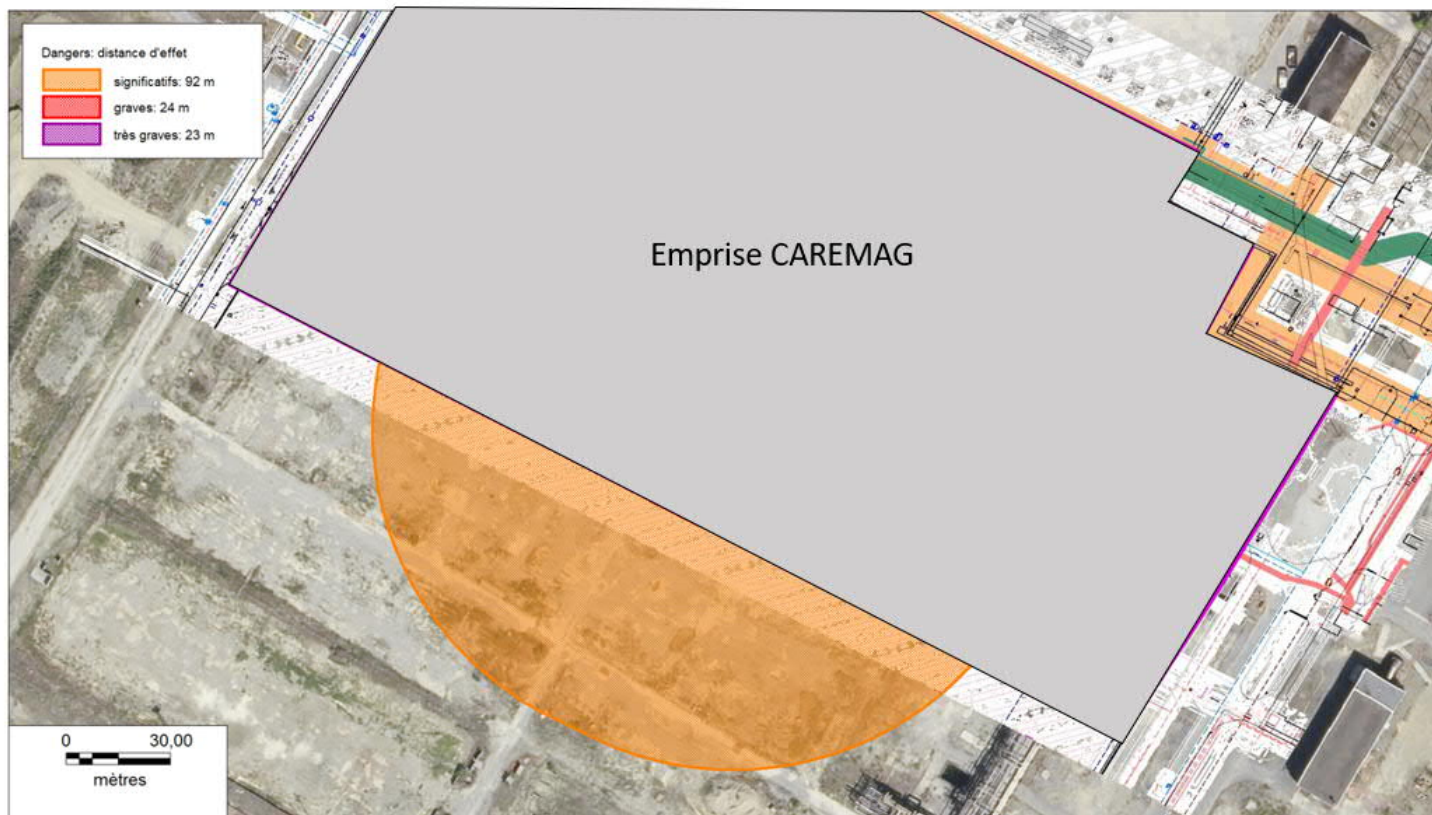 Dangers: distance d'effet
significatifs: 92 m
graves: 24 m
très graves: 23 m
Emprise CAREMAG
0 30,00
mètres